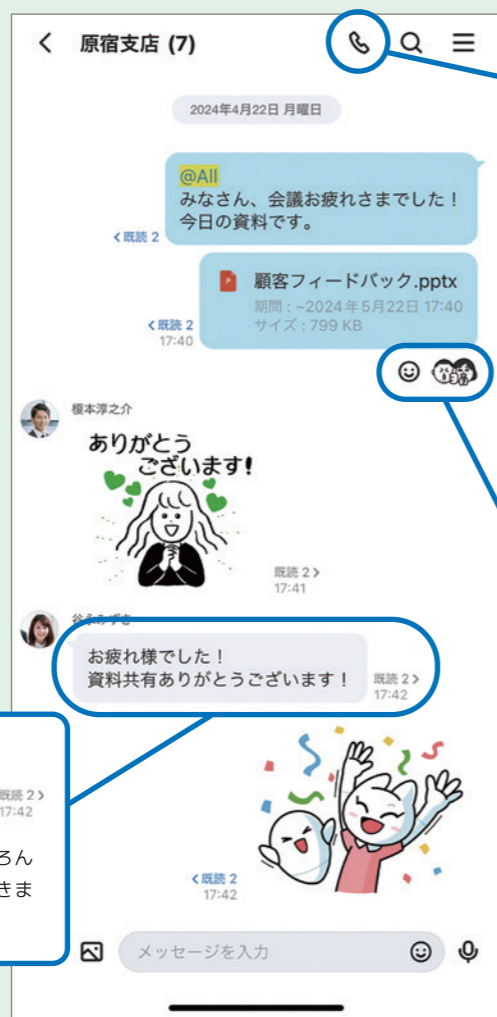 原宿支店 (7)
2024年4月22日 月曜日
@All
みなさん、会議お疲れさまでした！
今日の資料です。
<既読 2
顧客フィードバック.pptx
期間：~2024年5月22日 17:40
サイズ：799 KB
<既読 2
17:40
榎本淳之介
ありがとう
ございます!
既読 2>
17:41
お疲れ様でした！
資料共有ありがとうございます！
既読 2>
17:42
既読 2>
17:42
ろん
きま
<既読 2
17:42
メッセージを入力